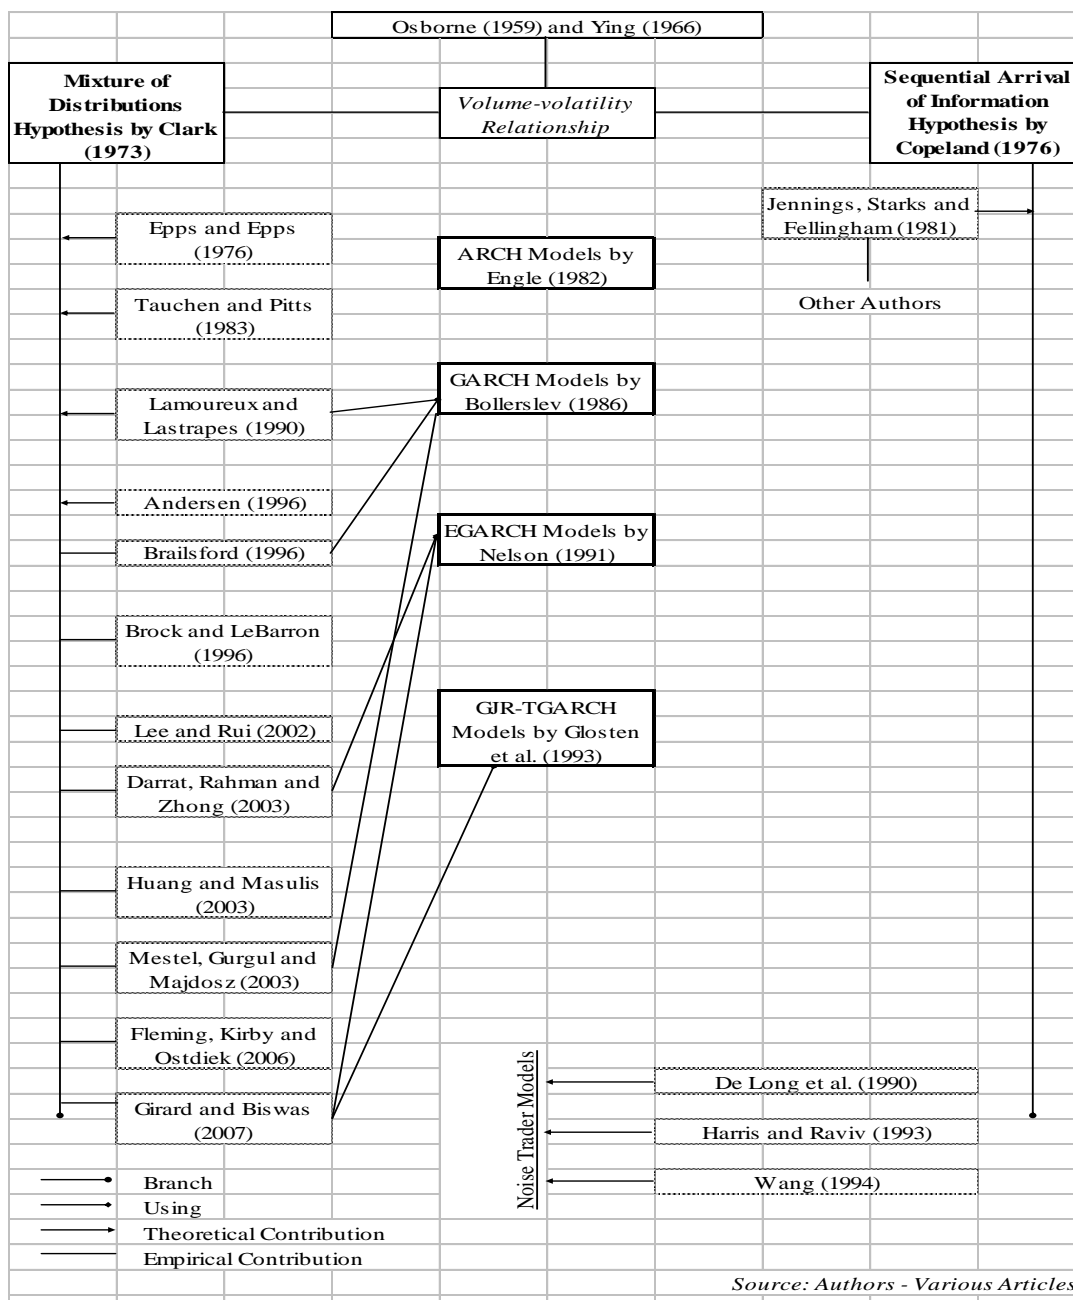 Osborne (1959) and Ying (1966)
Mixture of
Distributions
Hypothesis by Clark
(1973)
Volume-volatility
Relationship
Sequential Arrival
of Information
Hypothesis by
Copeland (1976)
Jennings, Starks and
Fellingham (1981)
Other Authors
Epps and Epps
(1976)
ARCH Models by
Engle (1982)
Tauchen and Pitts
(1983)
GARCH Models by
Bollerslev (1986)
Lamoureux and
Lastrapes (1990)
Andersen (1996)
Brailsford (1996)
EGARCH Models by
Nelson (1991)
Brock and LeBarron
(1996)
GJR-TGARCH
Models by Glosten
et al. (1993)
Lee and Rui (2002)
Darrat, Rahman and
Zhong (2003)
Huang and Masulis
(2003)
Mestel, Gurgul and
Majdosz (2003)
Fleming, Kirby and
Ostdiek (2006)
Girard and Biswas
(2007)
Noise Trader Models
De Long et al. (1990)
Harris and Raviv (1993)
Wang (1994)
Branch
Using
Theoretical Contribution
Empirical Contribution
Source: Authors - Various Articles